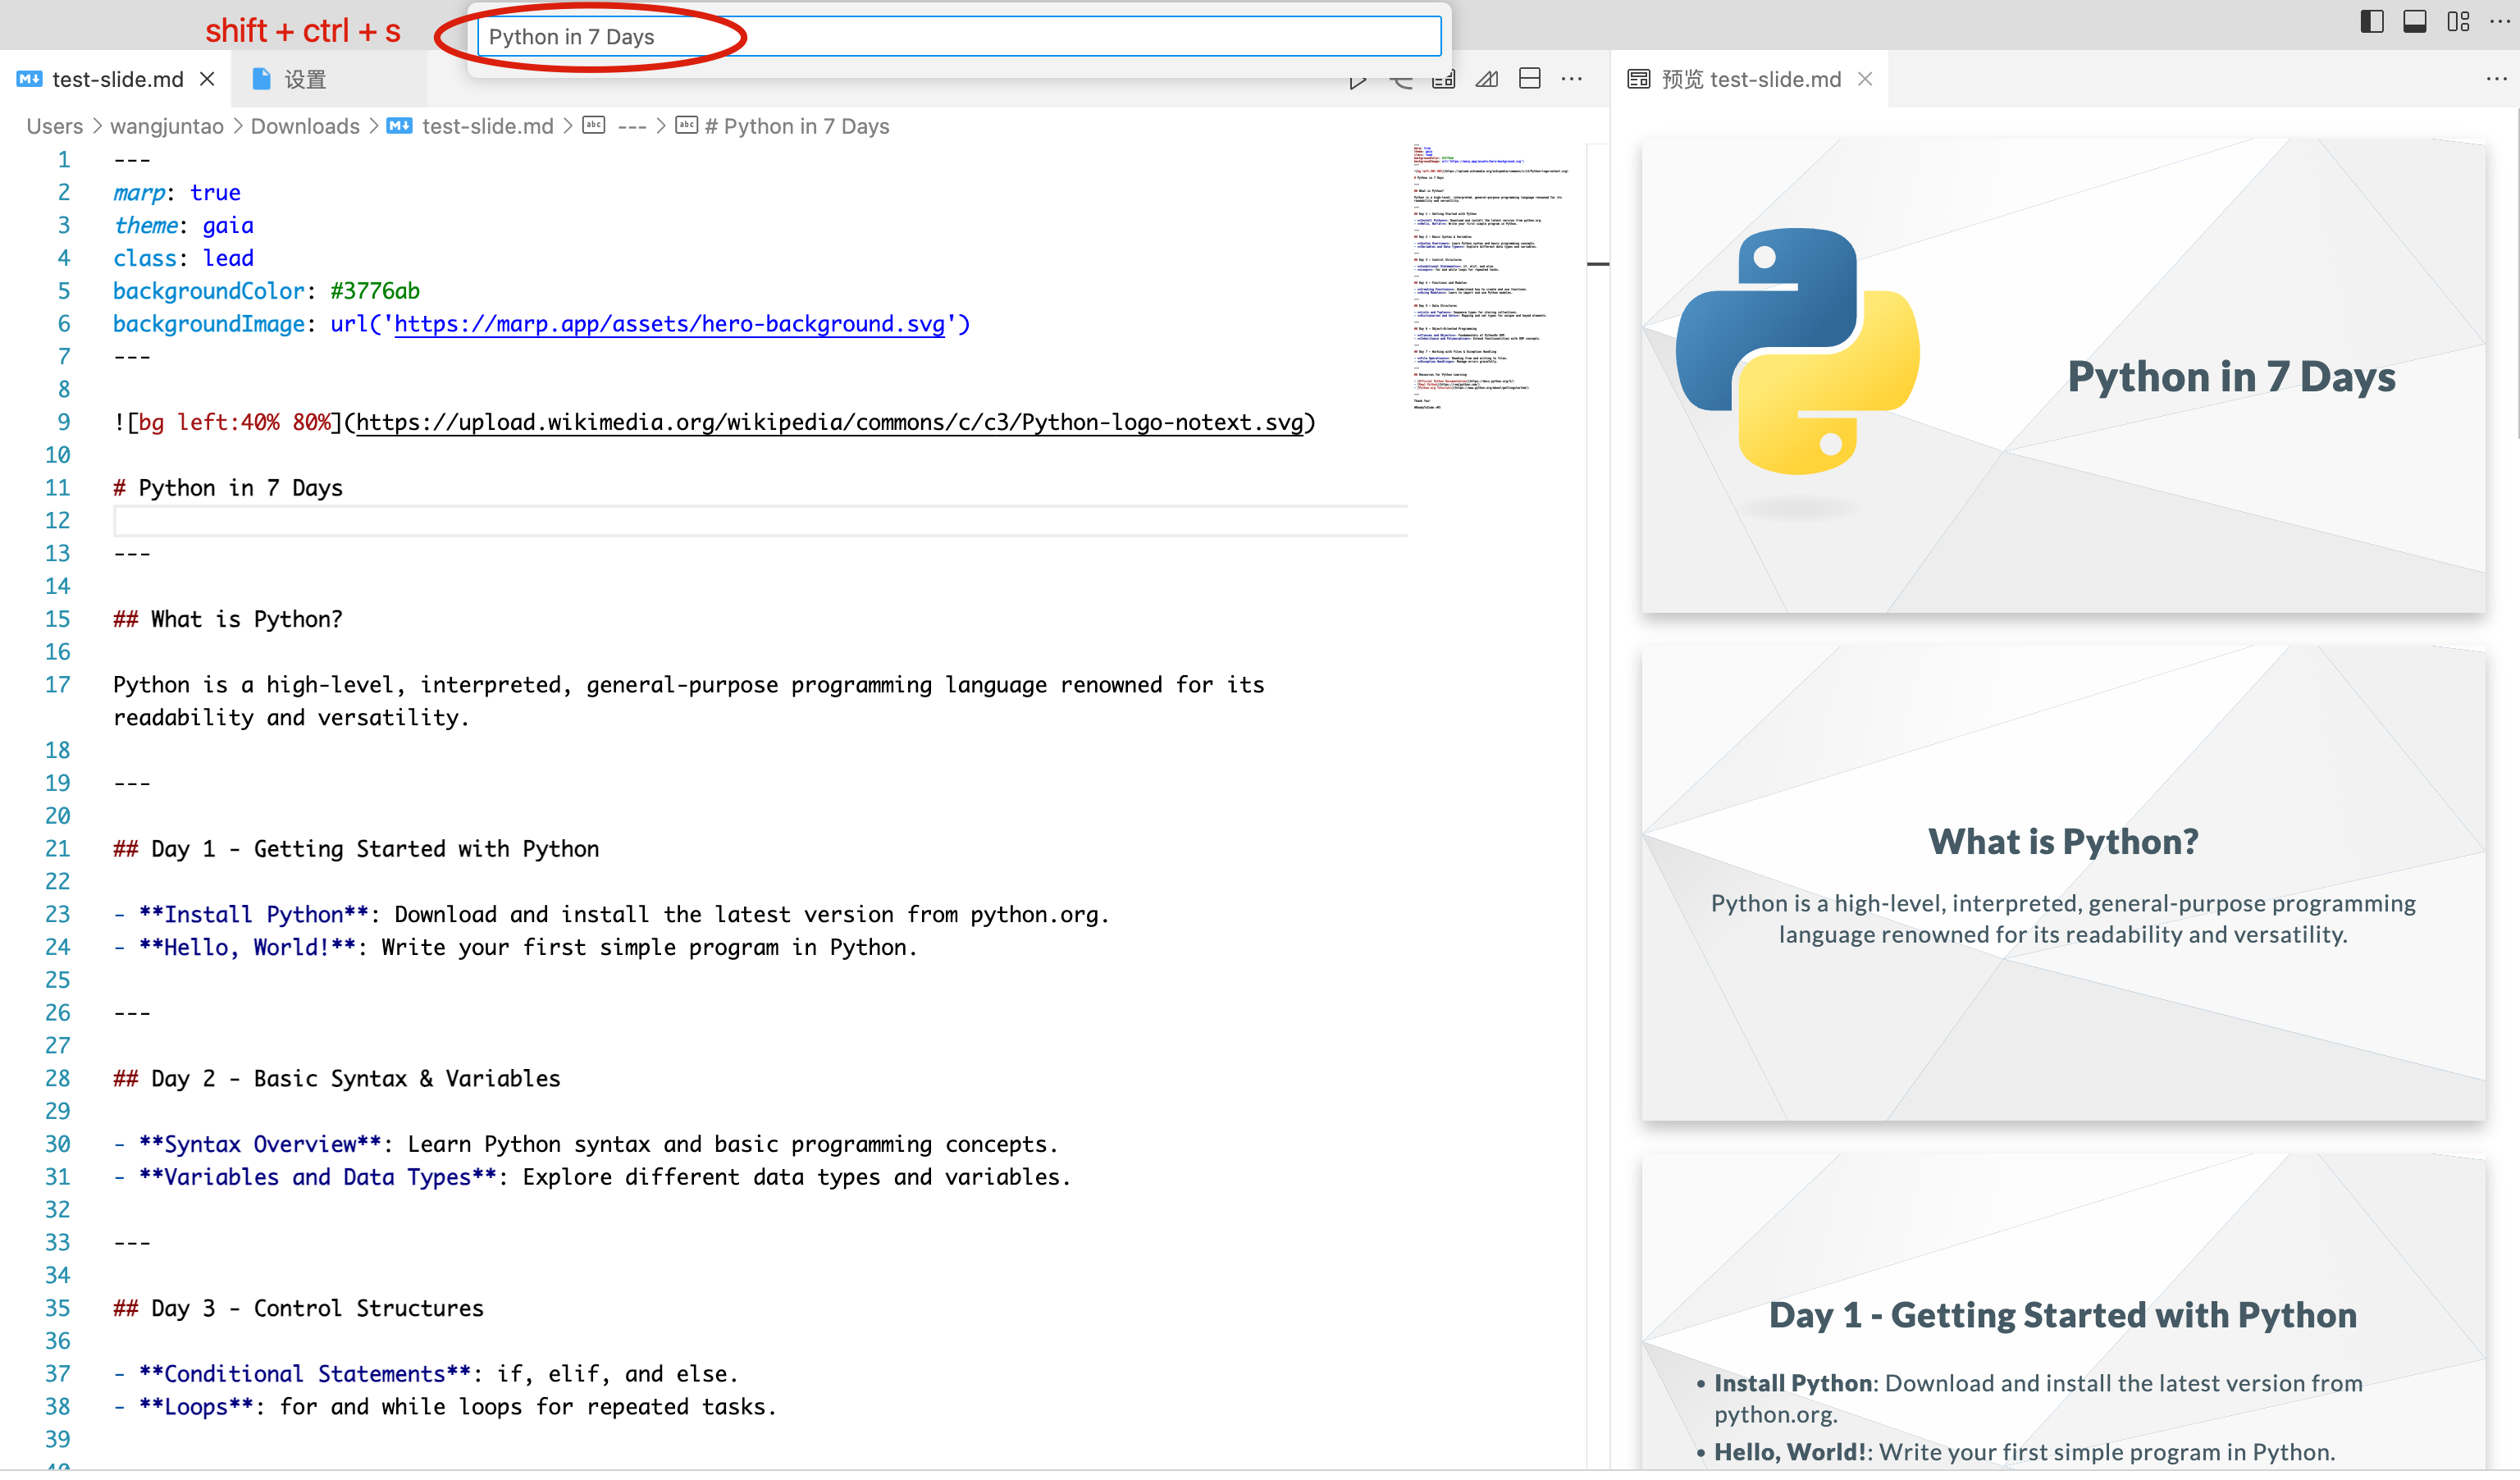 shift + ctrl + s
Python in 7 Days
test-slide.md
设置
预览 test-slide.md
Users > wangjuntao > Downloads > test-slide.md > --- > # Python in 7 Days
1 ---
2 marp: true
3 theme: gaia
4 class: lead
5 backgroundColor: #3776ab
6 backgroundImage: url('https://marp.app/assets/hero-background.svg')
7 ---
8
9 ![bg left:40% 80%](https://upload.wikimedia.org/wikipedia/commons/c/c3/Python-logo-notext.svg)
10
11 # Python in 7 Days
12
13 ---
14
15 ## What is Python?
16
17 Python is a high-level, interpreted, general-purpose programming language renowned for its
readability and versatility.
18
19 ---
20
21 ## Day 1 - Getting Started with Python
22
23 - **Install Python**: Download and install the latest version from python.org.
24 - **Hello, World!**: Write your first simple program in Python.
25
26 ---
27
28 ## Day 2 - Basic Syntax & Variables
29
30 - **Syntax Overview**: Learn Python syntax and basic programming concepts.
31 - **Variables and Data Types**: Explore different data types and variables.
32
33 ---
34
35 ## Day 3 - Control Structures
36
37 - **Conditional Statements**: if, elif, and else.
38 - **Loops**: for and while loops for repeated tasks.
39
Python in 7 Days
What is Python?
Python is a high-level, interpreted, general-purpose programming
language renowned for its readability and versatility.
Day 1 - Getting Started with Python
• Install Python: Download and install the latest version from
python.org.
• Hello, World!: Write your first simple program in Python.